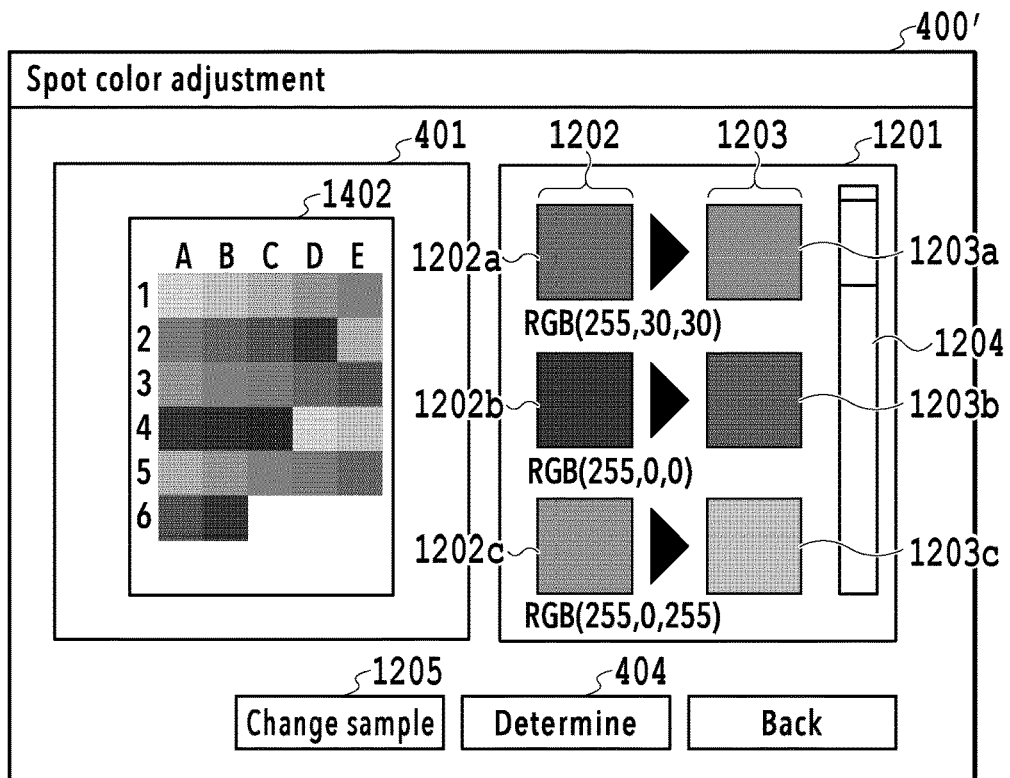 400'
Spot color adjustment
401
1202
1203
1201
1402
A B C D E
1
2
3
4
5
6
1202a
1203a
RGB(255,30,30)
1204
1202b
1203b
RGB(255,0,0)
1202c
1203c
RGB(255,0,255)
1205
404
Change sample
Determine
Back